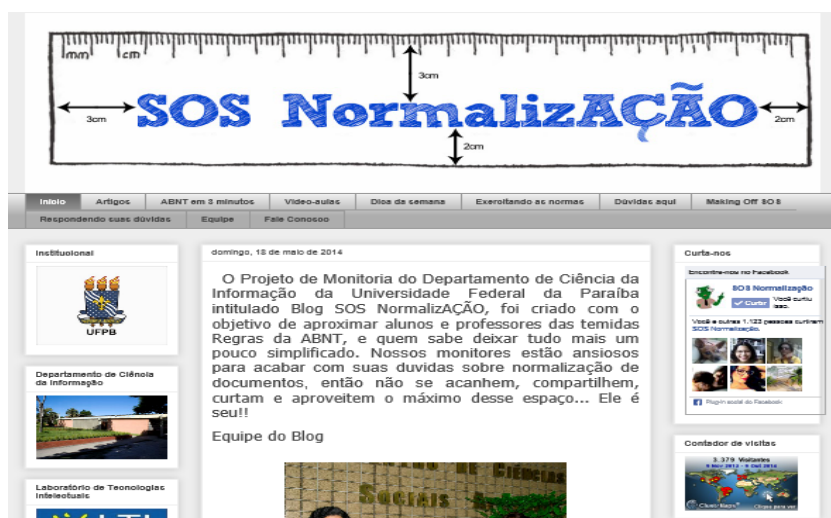 mm cm
3cm
3cm
SOS NormalizAÇÃO
2cm
2cm
Início Artigos ABNT em 3 minutos Vídeo-aulas Dica da semana Exercitando as normas Dúvidas aqui Making Off SOS
Respondendo suas dúvidas Equipe Fale Conosco
Institucional
UFPB
Departamento de Ciência
da Informação
Laboratório de Tecnologias
Intelectuais
LTI
domingo, 18 de maio de 2014
O Projeto de Monitoria do Departamento de Ciência da
Informação da Universidade Federal da Paraíba
intitulado Blog SOS NormalizAÇÃO, foi criado com o
objetivo de aproximar alunos e professores das temidas
Regras da ABNT, e quem sabe deixar tudo mais um
pouco simplificado. Nossos monitores estão ansiosos
para acabar com suas duvidas sobre normalização de
documentos, então não se acanhem, compartilhem,
curtam e aproveitem o máximo desse espaço... Ele é
seu!!
Equipe do Blog
de Ciências
Sociais
Curta-nos
Encontre-nos no Facebook
SOS Normalização
Curtir Você curtiu
isso.
Você e outras 1.123 pessoas curtiram
SOS Normalização.
Plug-in social do Facebook
Contador de visitas
3.379 Visitantes
Clique para ver